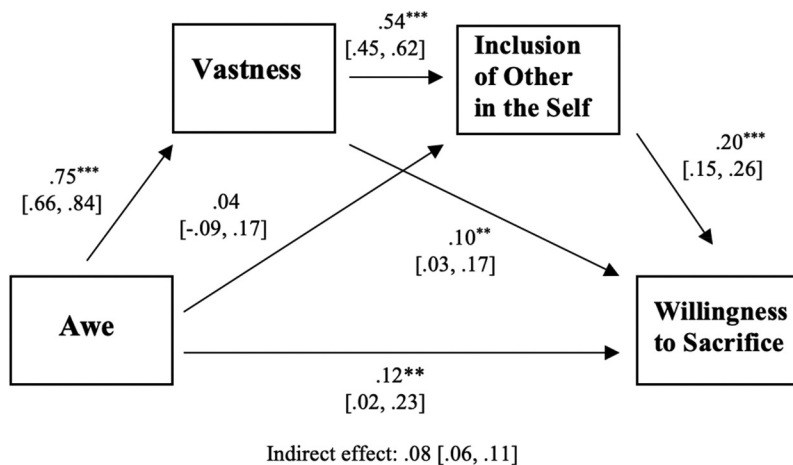 .54***
[.45, .62]
Vastness
Inclusion
of Other
in the Self
.75***
[.66, .84]
.04
[-.09, .17]
.20***
[.15, .26]
.10**
[.03, .17]
Awe
Willingness
to Sacrifice
.12**
[.02, .23]
Indirect effect: .08 [.06, .11]